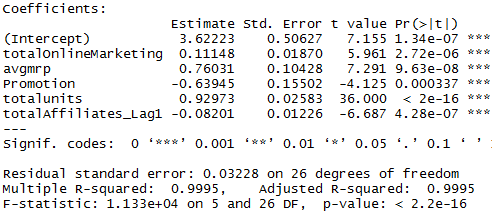 Coefficients:
Estimate Std. Error t value Pr(>|t|)
(Intercept) 3.62223 0.50627 7.155 1.34e-07 ***
totalOnlineMarketing 0.11148 0.01870 5.961 2.72e-06 ***
avgmrp 0.76031 0.10428 7.291 9.63e-08 ***
Promotion -0.63945 0.15502 -4.125 0.000337 ***
totalunits 0.92973 0.02583 36.000 < 2e-16 ***
totalAffiliates_Lag1 -0.08201 0.01226 -6.687 4.28e-07 ***
---
Signif. codes: 0 ‘***’ 0.001 ‘**’ 0.01 ‘*’ 0.05 ‘.’ 0.1 ‘ ’
Residual standard error: 0.03228 on 26 degrees of freedom
Multiple R-squared: 0.9995, Adjusted R-squared: 0.9995
F-statistic: 1.133e+04 on 5 and 26 DF, p-value: < 2.2e-16